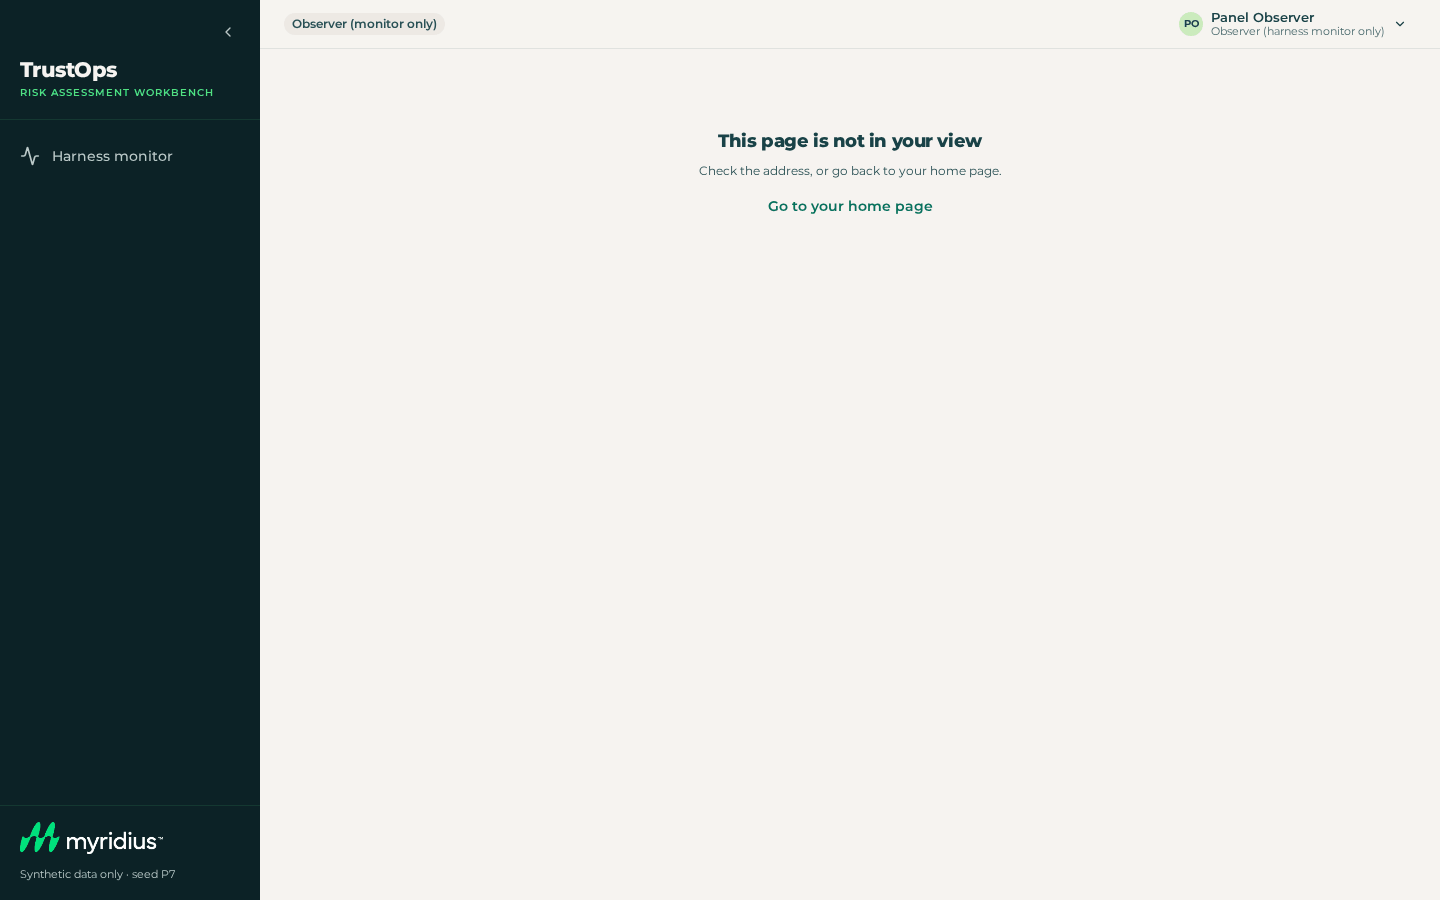 TrustOps
RISK ASSESSMENT WORKBENCH
Harness monitor
myridius™
Synthetic data only · seed P7
Observer (monitor only)
PO
Panel Observer
Observer (harness monitor only)
This page is not in your view
Check the address, or go back to your home page.
Go to your home page